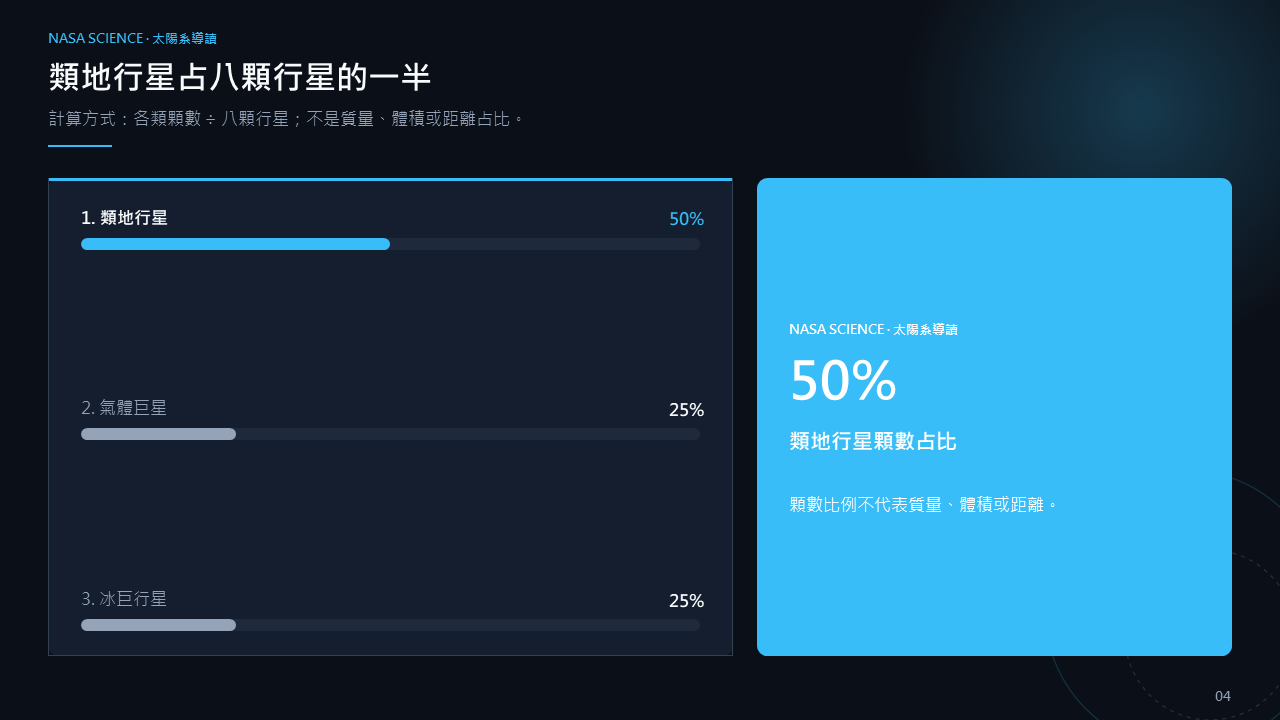 NASA SCIENCE · 太陽系導讀
類地行星占八顆行星的一半
計算方式：各類顆數 ÷ 八顆行星；不是質量、體積或距離占比。
1. 類地行星
50%
2. 氣體巨星
25%
3. 冰巨行星
25%
NASA SCIENCE · 太陽系導讀
50%
類地行星顆數占比
顆數比例不代表質量、體積或距離。
04